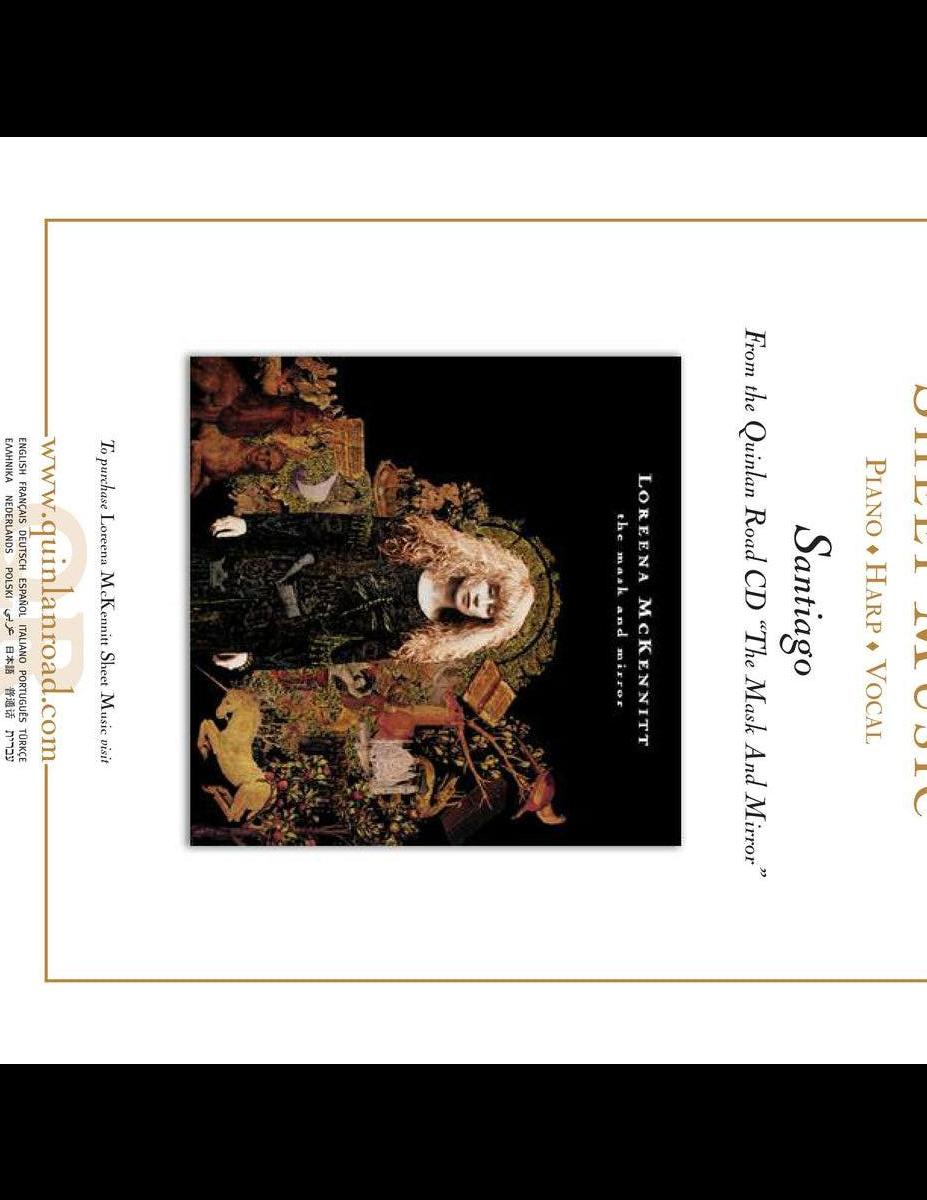 SHEET MUSIC
PIANO ♦ HARP ♦ VOCAL
Santiago
From the Quinlan Road CD “The Mask And Mirror”
LOREENA MCKENNITT
the mask and mirror
To purchase Loreena McKennitt Sheet Music visit
QR
www.quinlanroad.com
ENGLISH FRANÇAIS DEUTSCH ESPAÑOL ITALIANO PORTUGUÊS TÜRKÇE
ΕΛΛΗΝΙΚΑ NEDERLANDS POLSKI عربي 日本語 普通话 עברית